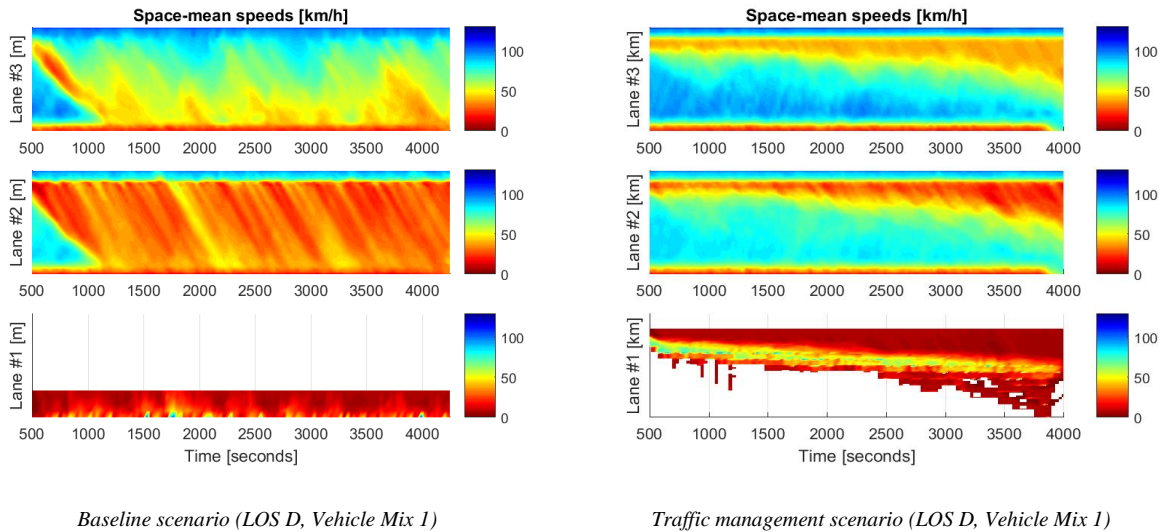 Space-mean speeds [km/h]
Lane #3 [m]
100
50
0
500 1000 1500 2000 2500 3000 3500 4000
Lane #2 [m]
100
50
0
500 1000 1500 2000 2500 3000 3500 4000
Lane #1 [m]
100
50
0
500 1000 1500 2000 2500 3000 3500 4000
Time [seconds]
Baseline scenario (LOS D, Vehicle Mix 1)
Space-mean speeds [km/h]
Lane #3 [km]
100
50
0
500 1000 1500 2000 2500 3000 3500 4000
Lane #2 [km]
100
50
0
500 1000 1500 2000 2500 3000 3500 4000
Lane #1 [km]
100
50
0
500 1000 1500 2000 2500 3000 3500 4000
Time [seconds]
Traffic management scenario (LOS D, Vehicle Mix 1)